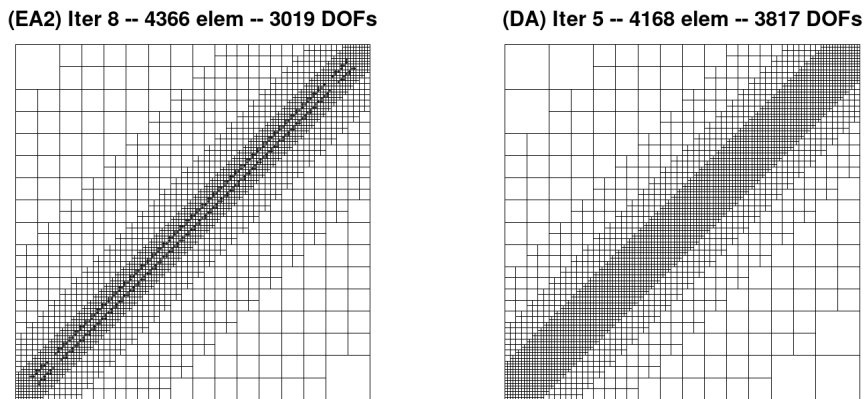 (EA2) Iter 8 -- 4366 elem -- 3019 DOFs
(DA) Iter 5 -- 4168 elem -- 3817 DOFs